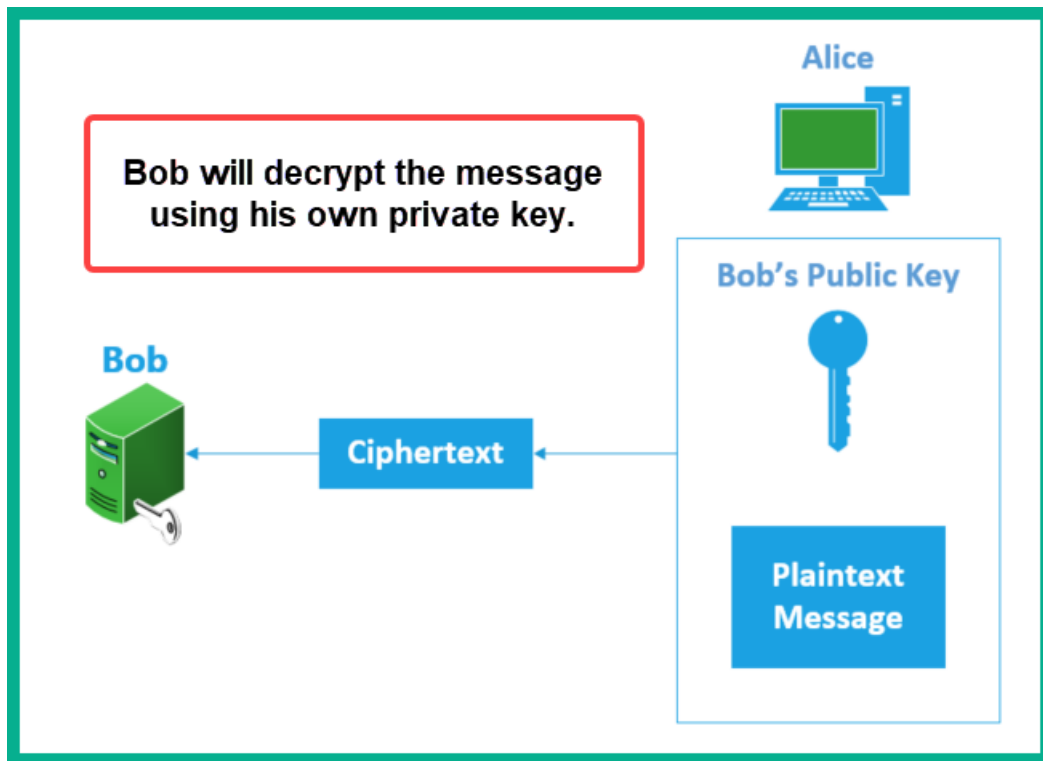 Alice
Bob will decrypt the message
using his own private key.
Bob's Public Key
Bob
Ciphertext
Plaintext
Message